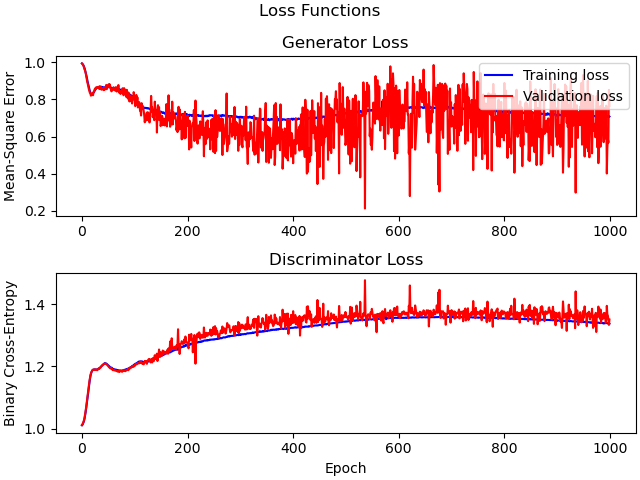 Loss Functions
Generator Loss
Mean-Square Error
1.0
0.8
0.6
0.4
0.2
Training loss
Validation loss
0
200
400
600
800
1000
Discriminator Loss
Binary Cross-Entropy
1.4
1.2
1.0
0
200
400
600
800
1000
Epoch